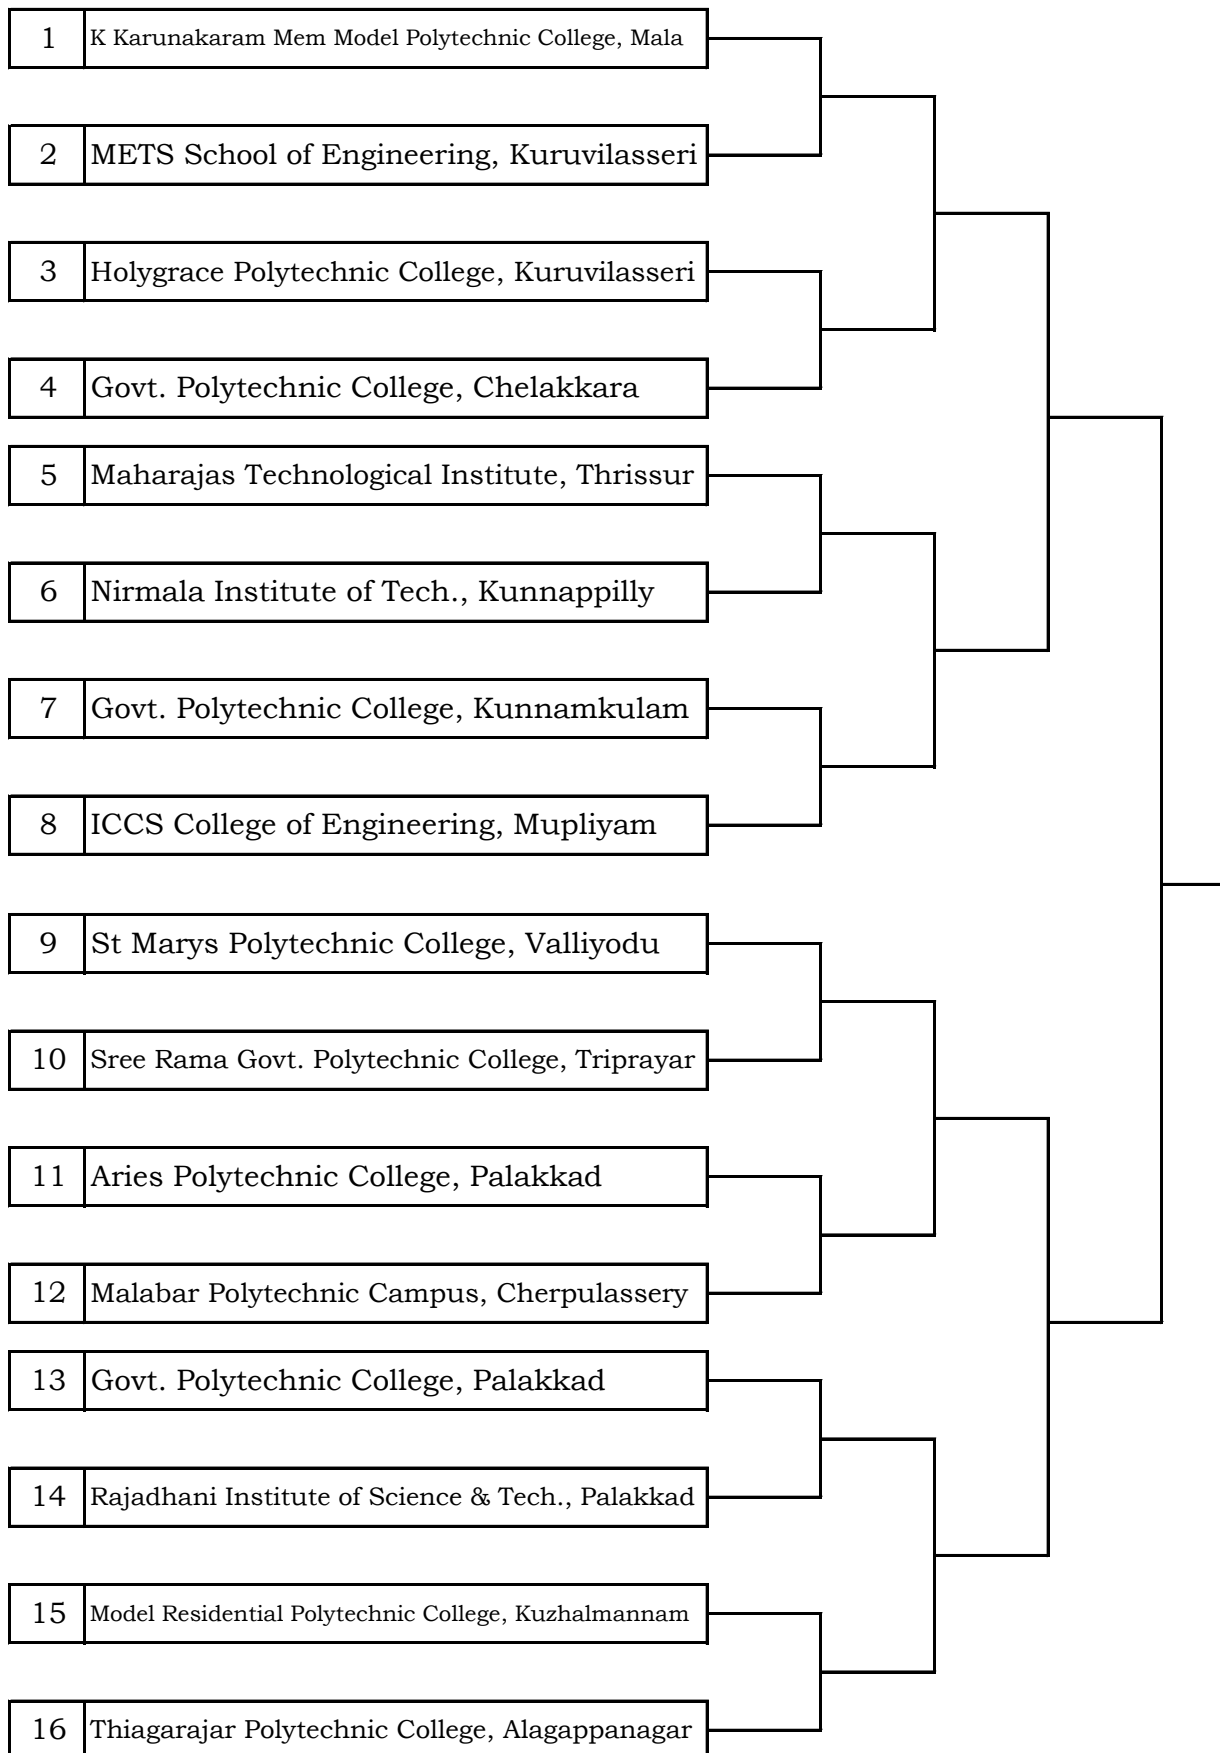 1 K Karunakaram Mem Model Polytechnic College, Mala
2 METS School of Engineering, Kuruvilasseri
3 Holygrace Polytechnic College, Kuruvilasseri
4 Govt. Polytechnic College, Chelakkara
5 Maharajas Technological Institute, Thrissur
6 Nirmala Institute of Tech., Kunnappilly
7 Govt. Polytechnic College, Kunnamkulam
8 ICCS College of Engineering, Mupliyam
9 St Marys Polytechnic College, Valliyodu
10 Sree Rama Govt. Polytechnic College, Triprayar
11 Aries Polytechnic College, Palakkad
12 Malabar Polytechnic Campus, Cherpulassery
13 Govt. Polytechnic College, Palakkad
14 Rajadhani Institute of Science & Tech., Palakkad
15 Model Residential Polytechnic College, Kuzhalmannam
16 Thiagarajar Polytechnic College, Alagappanagar